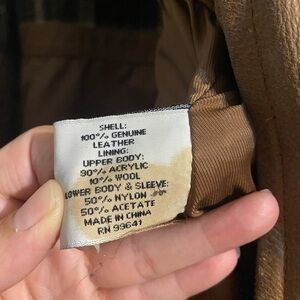 SHELL:
100% GENUINE
LEATHER
LINING:
UPPER BODY:
90% ACRYLIC
10% WOOL
LOWER BODY & SLEEVE:
50% NYLON
50% ACETATE
MADE IN CHINA
RN 99641